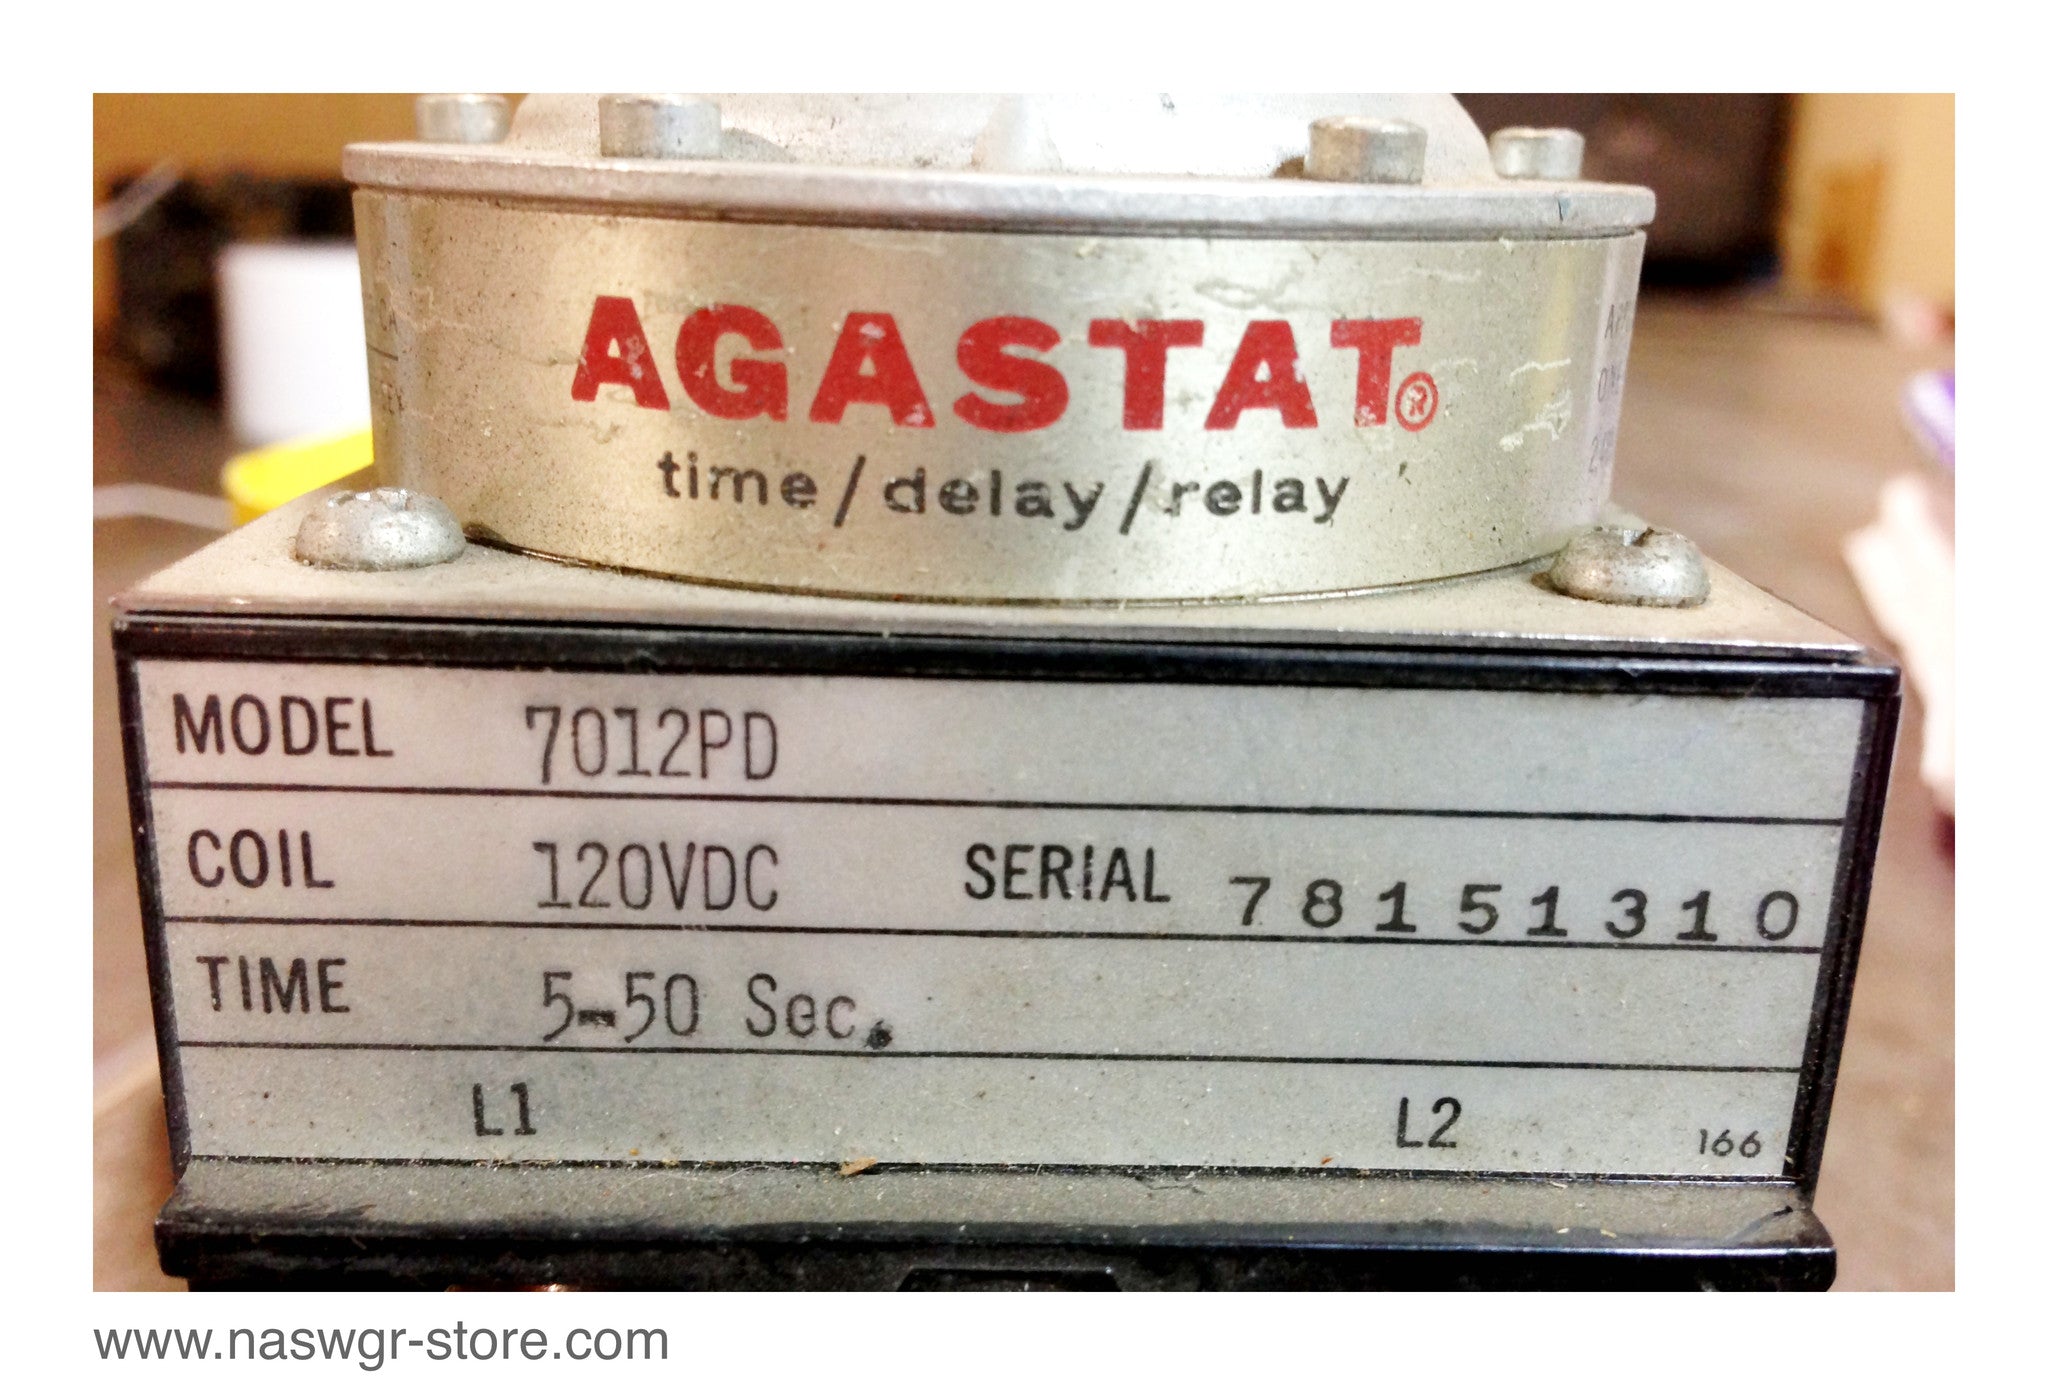 AGASTAT®
time/delay/relay
MODEL 7012PD
COIL 120VDC SERIAL 78151310
TIME 5-50 Sec.
L1 L2 166
www.naswgr-store.com